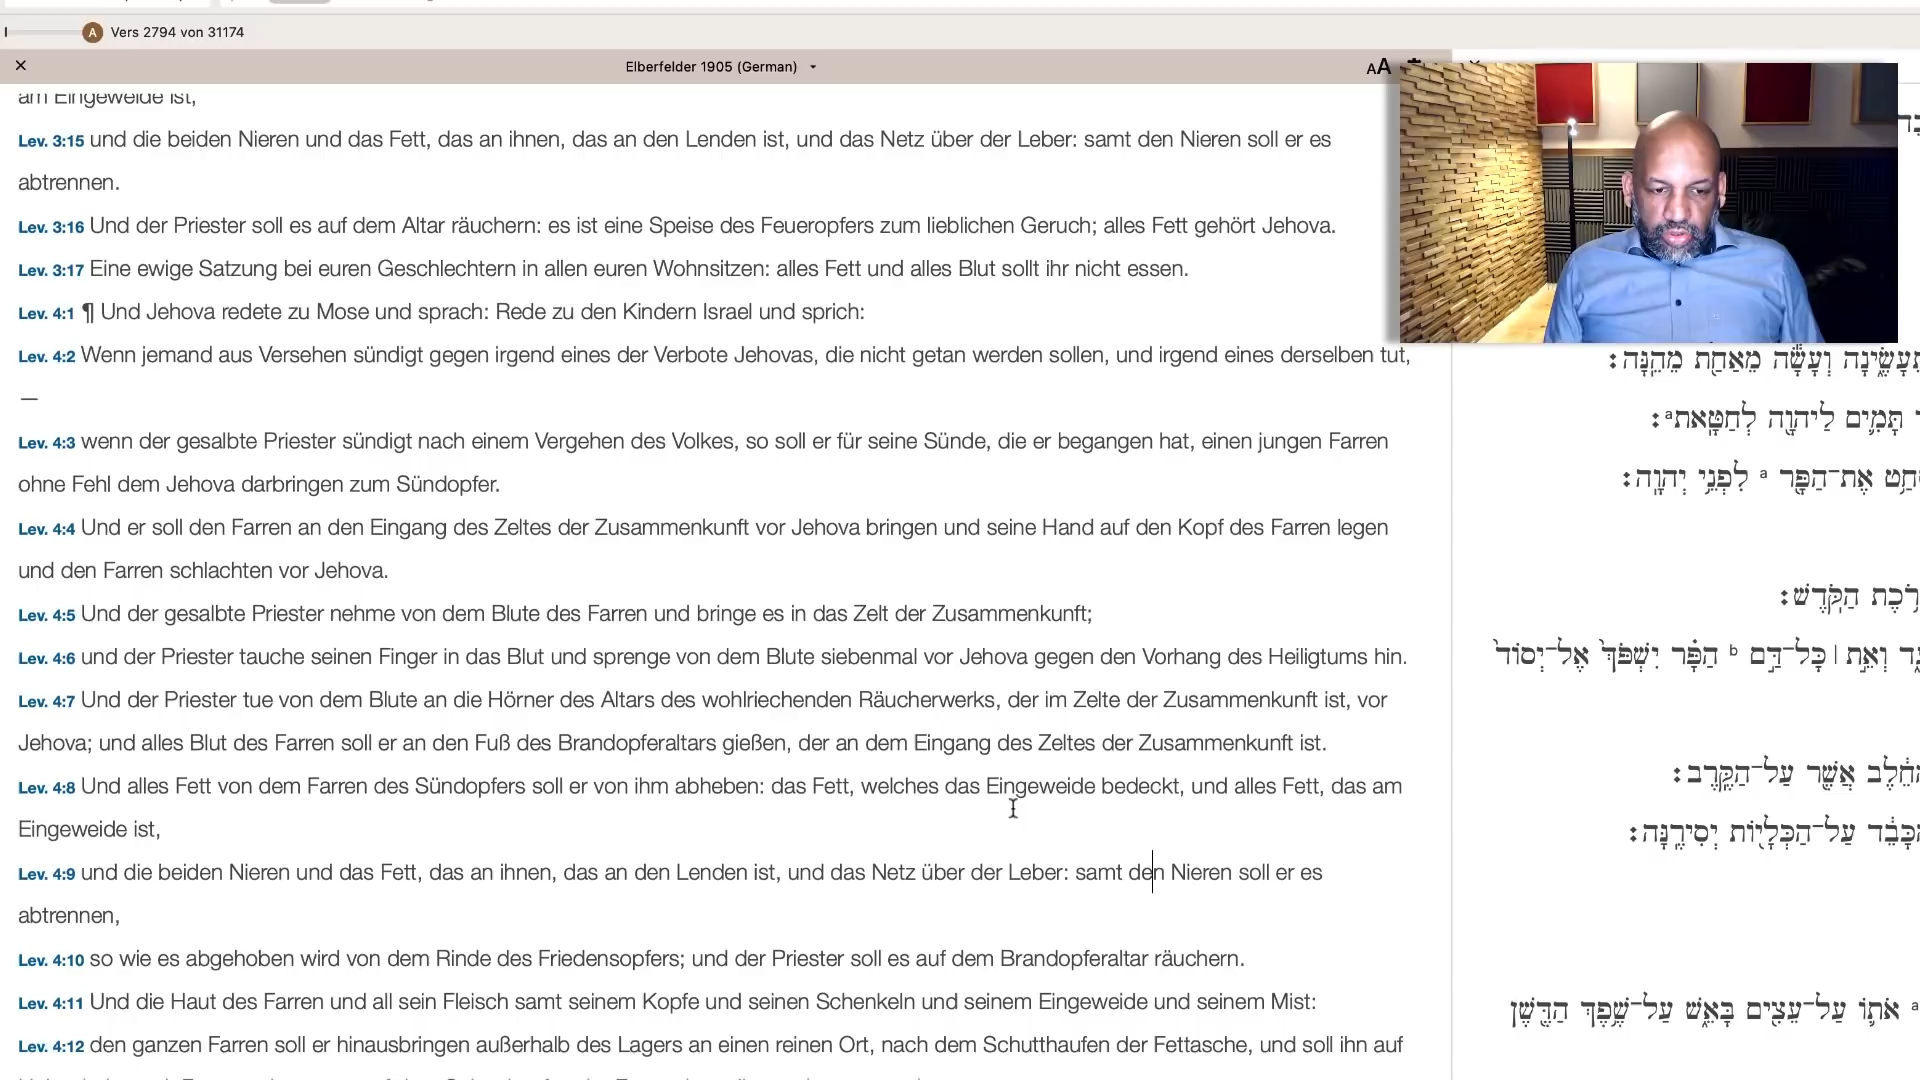 Vers 2794 von 31174
A
Elberfelder 1905 (German)
AA
am Eingeweide ist,
Lev. 3:15 und die beiden Nieren und das Fett, das an ihnen, das an den Lenden ist, und das Netz über der Leber: samt den Nieren soll er es
abtrennen.
Lev. 3:16 Und der Priester soll es auf dem Altar räuchern: es ist eine Speise des Feueropfers zum lieblichen Geruch; alles Fett gehört Jehova.
Lev. 3:17 Eine ewige Satzung bei euren Geschlechtern in allen euren Wohnsitzen: alles Fett und alles Blut sollt ihr nicht essen.
Lev. 4:1 ¶ Und Jehova redete zu Mose und sprach: Rede zu den Kindern Israel und sprich:
Lev. 4:2 Wenn jemand aus Versehen sündigt gegen irgend eines der Verbote Jehovas, die nicht getan werden sollen, und irgend eines derselben tut,
—
Lev. 4:3 wenn der gesalbte Priester sündigt nach einem Vergehen des Volkes, so soll er für seine Sünde, die er begangen hat, einen jungen Farren
ohne Fehl dem Jehova darbringen zum Sündopfer.
Lev. 4:4 Und er soll den Farren an den Eingang des Zeltes der Zusammenkunft vor Jehova bringen und seine Hand auf den Kopf des Farren legen
und den Farren schlachten vor Jehova.
Lev. 4:5 Und der gesalbte Priester nehme von dem Blute des Farren und bringe es in das Zelt der Zusammenkunft;
Lev. 4:6 und der Priester tauche seinen Finger in das Blut und sprenge von dem Blute siebenmal vor Jehova gegen den Vorhang des Heiligtums hin.
Lev. 4:7 Und der Priester tue von dem Blute an die Hörner des Altars des wohlriechenden Räucherwerks, der im Zelte der Zusammenkunft ist, vor
Jehova; und alles Blut des Farren soll er an den Fuß des Brandopferaltars gießen, der an dem Eingang des Zeltes der Zusammenkunft ist.
Lev. 4:8 Und alles Fett von dem Farren des Sündopfers soll er von ihm abheben: das Fett, welches das Eingeweide bedeckt, und alles Fett, das am
Eingeweide ist,
Lev. 4:9 und die beiden Nieren und das Fett, das an ihnen, das an den Lenden ist, und das Netz über der Leber: samt den Nieren soll er es
abtrennen,
Lev. 4:10 so wie es abgehoben wird von dem Rinde des Friedensopfers; und der Priester soll es auf dem Brandopferaltar räuchern.
Lev. 4:11 Und die Haut des Farren und all sein Fleisch samt seinem Kopfe und seinen Schenkeln und seinem Eingeweide und seinem Mist:
Lev. 4:12 den ganzen Farren soll er hinausbringen außerhalb des Lagers an einen reinen Ort, nach dem Schutthaufen der Fettasche, und soll ihn auf
וְעָשָׂ֕ה מֵאַחַ֖ת מֵהֵֽנָּה׃
תָּמִ֛ים לַיהוָ֖ה לְחַטָּֽאת a׃
אֶת־הַפָּ֖ר a לִפְנֵ֥י יְהוָֽה׃
הַקֹּֽדֶשׁ׃
וְאֵ֣ת ׀ כָּל־דַּ֣ם b הַפָּ֗ר יִשְׁפֹּךְ֙ אֶל־יְסוֹד֙
אֲשֶׁ֖ר עַל־הַקֶּֽרֶב׃
עַל־הַכְּלָי֖וֹת יְסִירֶֽנָּה׃
a אֹת֛וֹ עַל־עֵצִ֖ים בָּאֵ֑שׁ עַל־שֶׁ֥פֶךְ הַדֶּ֖שֶׁן